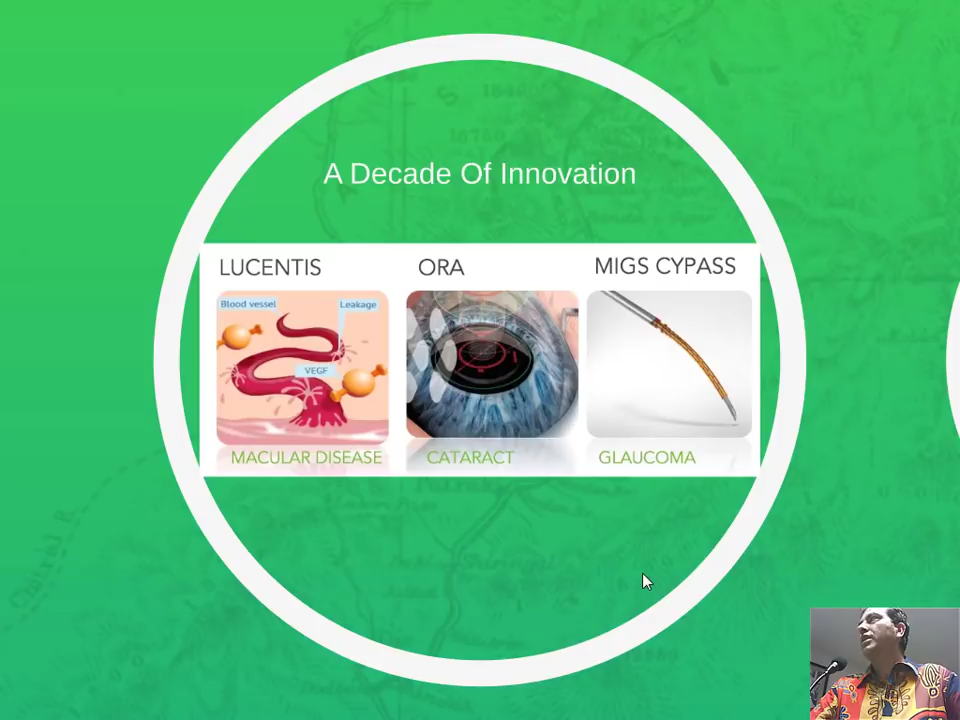 A Decade Of Innovation
LUCENTIS
ORA
MIGS CYPASS
Blood vessel
Leakage
VEGF
MACULAR DISEASE
CATARACT
GLAUCOMA